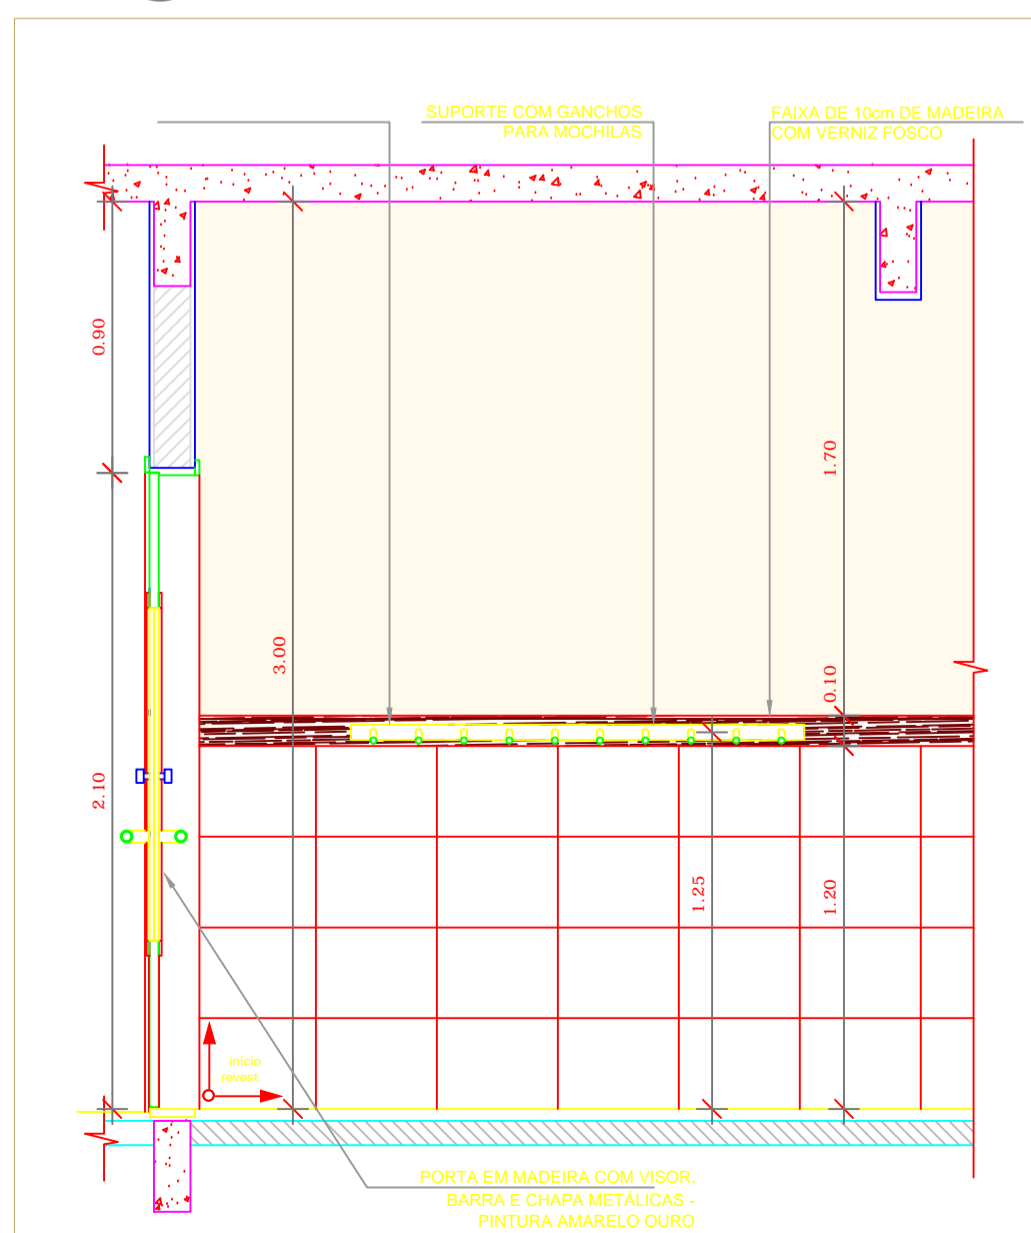 SUPORTE COM GANCHOS
PARA MOCHILAS
FAIXA DE 10cm DE MADEIRA
COM VERNIZ FOSCO
0.90
1.70
3.00
0.10
2.10
1.25
1.20
início
revest.
PORTA EM MADEIRA COM VISOR,
BARRA E CHAPA METÁLICAS -
PINTURA AMARELO OURO